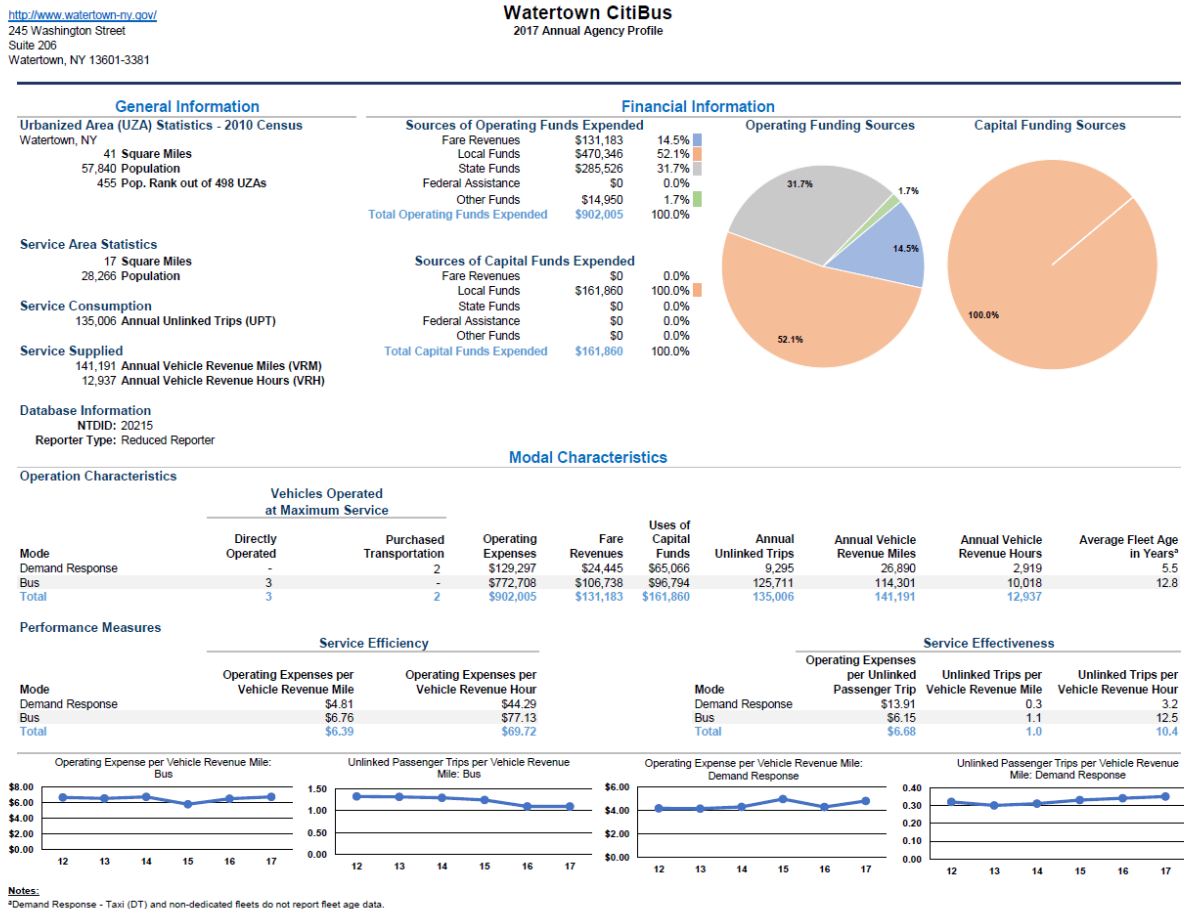 http://www.watertown-ny.gov/
245 Washington Street
Suite 206
Watertown, NY 13601-3381
Watertown CitiBus
2017 Annual Agency Profile
General Information
Urbanized Area (UZA) Statistics - 2010 Census
Watertown, NY
41 Square Miles
57,840 Population
455 Pop. Rank out of 498 UZAs
Service Area Statistics
17 Square Miles
28,266 Population
Service Consumption
135,006 Annual Unlinked Trips (UPT)
Service Supplied
141,191 Annual Vehicle Revenue Miles (VRM)
12,937 Annual Vehicle Revenue Hours (VRH)
Database Information
NTDID: 20215
Reporter Type: Reduced Reporter
Financial Information
Sources of Operating Funds Expended
Fare Revenues $131,183 14.5%
Local Funds $470,346 52.1%
State Funds $285,526 31.7%
Federal Assistance $0 0.0%
Other Funds $14,950 1.7%
Total Operating Funds Expended $902,005 100.0%
Sources of Capital Funds Expended
Fare Revenues $0 0.0%
Local Funds $161,860 100.0%
State Funds $0 0.0%
Federal Assistance $0 0.0%
Other Funds $0 0.0%
Total Capital Funds Expended $161,860 100.0%
Operating Funding Sources
31.7%
1.7%
14.5%
52.1%
Capital Funding Sources
100.0%
Modal Characteristics
Operation Characteristics
Vehicles Operated
at Maximum Service
Uses of
Directly Purchased Operating Fare Capital Annual Annual Vehicle Annual Vehicle Average Fleet Age
Mode Operated Transportation Expenses Revenues Funds Unlinked Trips Revenue Miles Revenue Hours in Yearsª
Demand Response - 2 $129,297 $24,445 $65,066 9,295 26,890 2,919 5.5
Bus 3 - $772,708 $106,738 $96,794 125,711 114,301 10,018 12.8
Total 3 2 $902,005 $131,183 $161,860 135,006 141,191 12,937
Performance Measures
Service Efficiency
Operating Expenses per Operating Expenses per
Mode Vehicle Revenue Mile Vehicle Revenue Hour
Demand Response $4.81 $44.29
Bus $6.76 $77.13
Total $6.39 $69.72
Service Effectiveness
Operating Expenses
per Unlinked Unlinked Trips per Unlinked Trips per
Mode Passenger Trip Vehicle Revenue Mile Vehicle Revenue Hour
Demand Response $13.91 0.3 3.2
Bus $6.15 1.1 12.5
Total $6.68 1.0 10.4
Operating Expense per Vehicle Revenue Mile:
Bus
$8.00
$6.00
$4.00
$2.00
$0.00
12 13 14 15 16 17
Unlinked Passenger Trips per Vehicle Revenue
Mile: Bus
1.50
1.00
0.50
0.00
12 13 14 15 16 17
Operating Expense per Vehicle Revenue Mile:
Demand Response
$6.00
$4.00
$2.00
$0.00
12 13 14 15 16 17
Unlinked Passenger Trips per Vehicle Revenue
Mile: Demand Response
0.40
0.30
0.20
0.10
0.00
12 13 14 15 16 17
Notes:
ªDemand Response - Taxi (DT) and non-dedicated fleets do not report fleet age data.